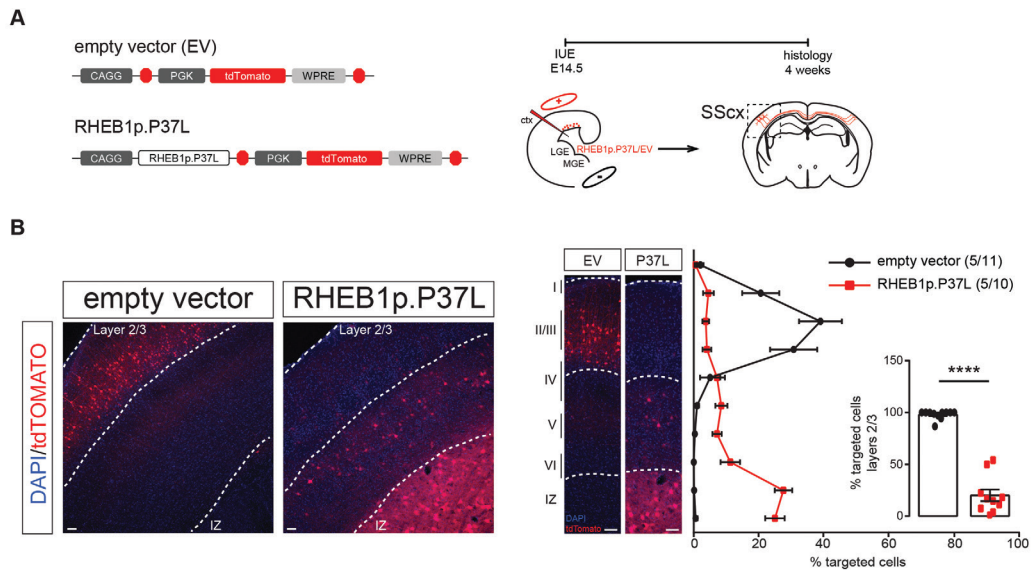 A
empty vector (EV)
CAGG PGK tdTomato WPRE
RHEB1p.P37L
CAGG RHEB1p.P37L PGK tdTomato WPRE
IUE
E14.5
histology
4 weeks
+
ctx
LGE
MGE
RHEB1p.P37L/EV
-
SScx
B
DAPI/tdTOMATO
empty vector
Layer 2/3
IZ
RHEB1p.P37L
Layer 2/3
IZ
EV
P37L
I
II/III
IV
V
VI
IZ
DAPI
tdTomato
empty vector (5/11)
RHEB1p.P37L (5/10)
0 20 40 60 80 100
% targeted cells
% targeted cells
layers 2/3
150
100
50
0
****